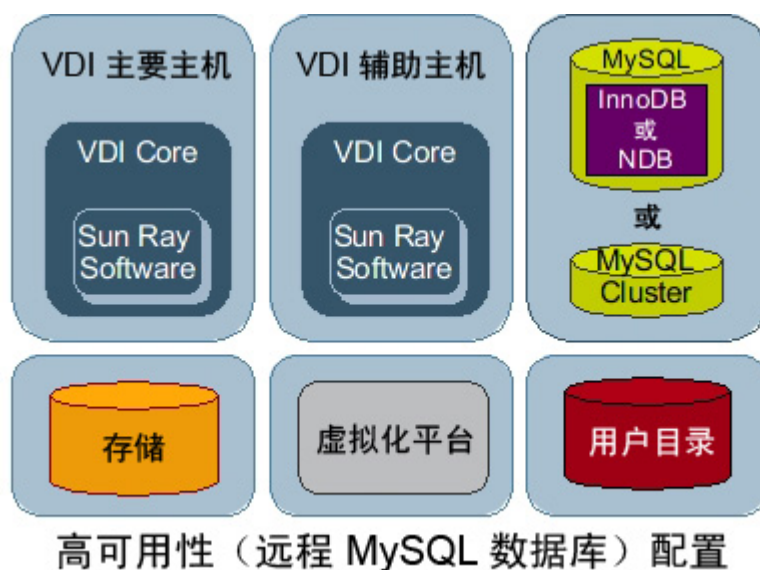 VDI 主要主机
VDI Core
Sun Ray
Software
VDI 辅助主机
VDI Core
Sun Ray
Software
MySQL
InnoDB
或
NDB
或
MySQL
Cluster
存储
虚拟化平台
用户目录
高可用性（远程 MySQL 数据库）配置